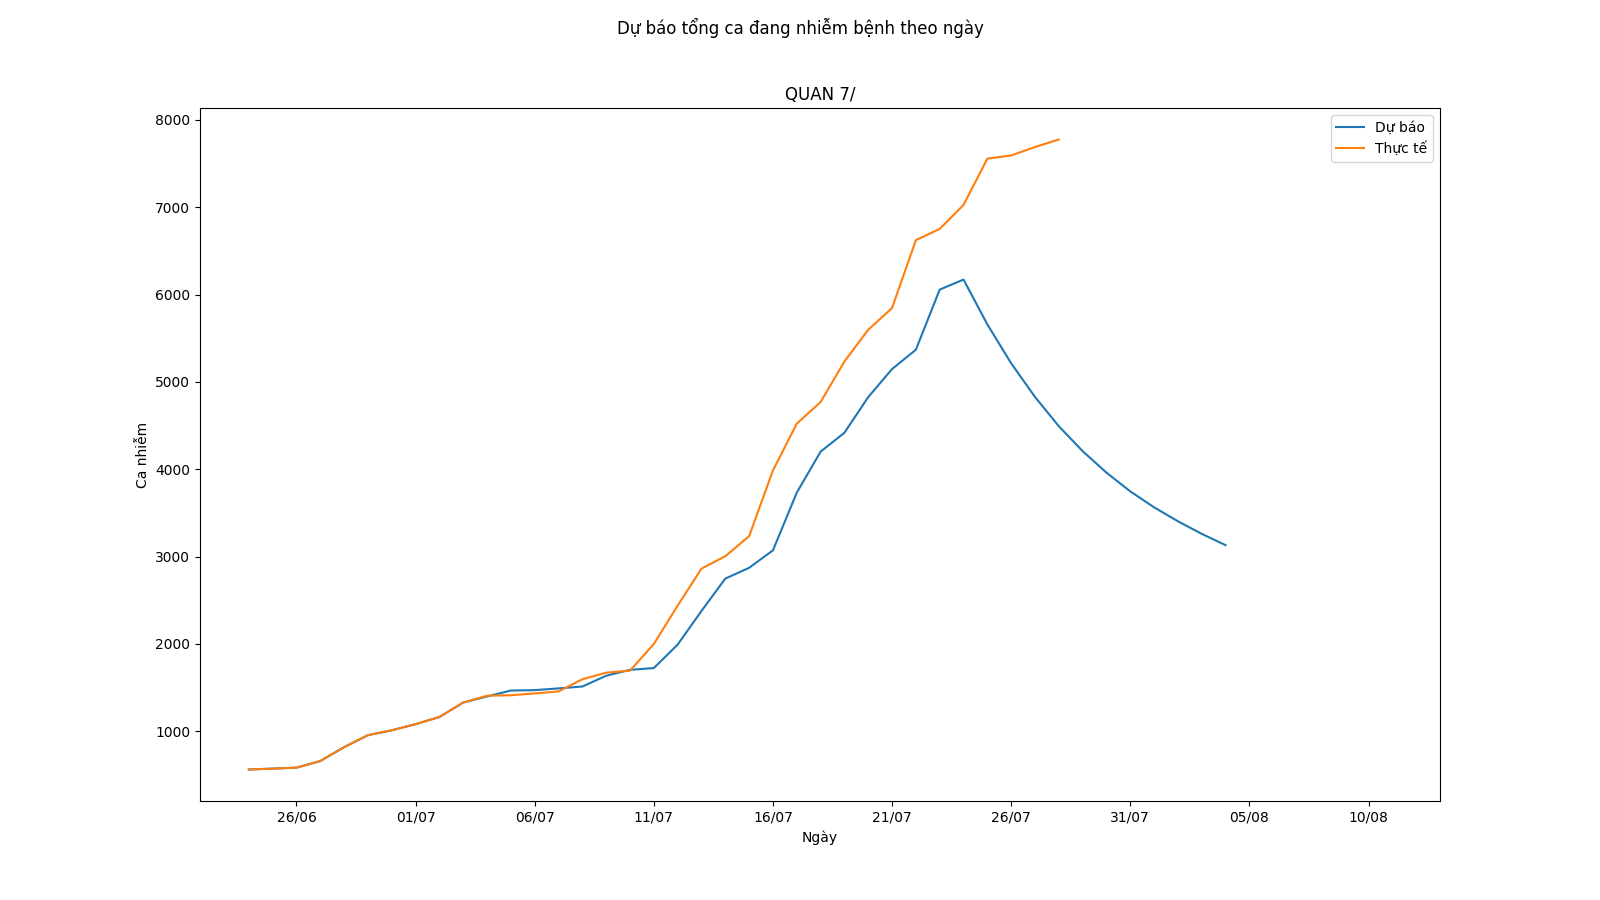 Dự báo tổng ca đang nhiễm bệnh theo ngày
QUAN 7/
Dự báo
Thực tế
8000
7000
6000
5000
4000
3000
2000
1000
Ca nhiễm
26/06 01/07 06/07 11/07 16/07 21/07 26/07 31/07 05/08 10/08
Ngày